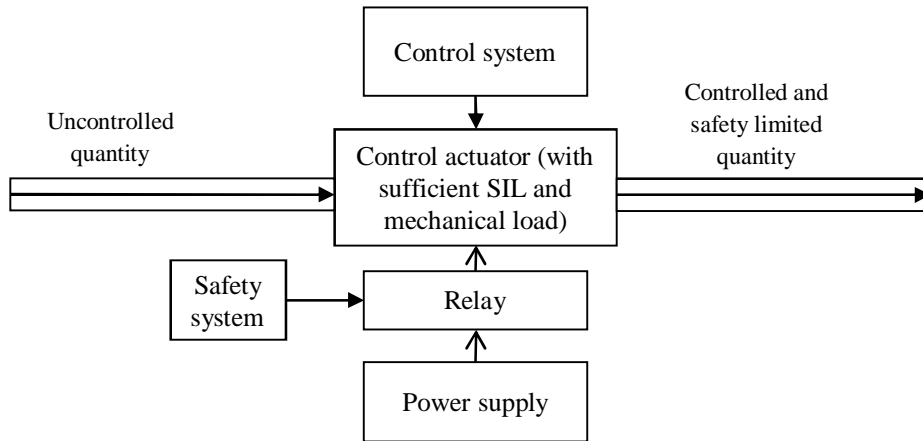 Control system
Uncontrolled
quantity
Controlled and
safety limited
quantity
Control actuator (with
sufficient SIL and
mechanical load)
Safety
system
Relay
Power supply